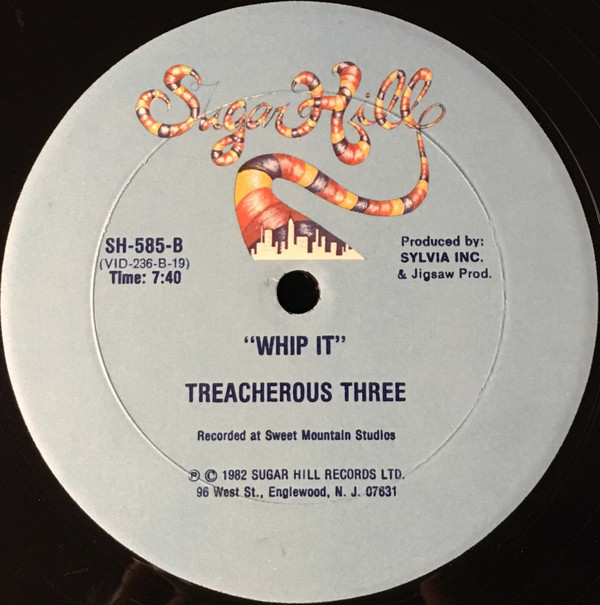 Sugar Hill
SH-585-B
(VID-236-B-19)
Time: 7:40
Produced by:
SYLVIA INC.
& Jigsaw Prod.
"WHIP IT"
TREACHEROUS THREE
Recorded at Sweet Mountain Studios
℗ © 1982 SUGAR HILL RECORDS LTD.
96 West St., Englewood, N. J. 07631